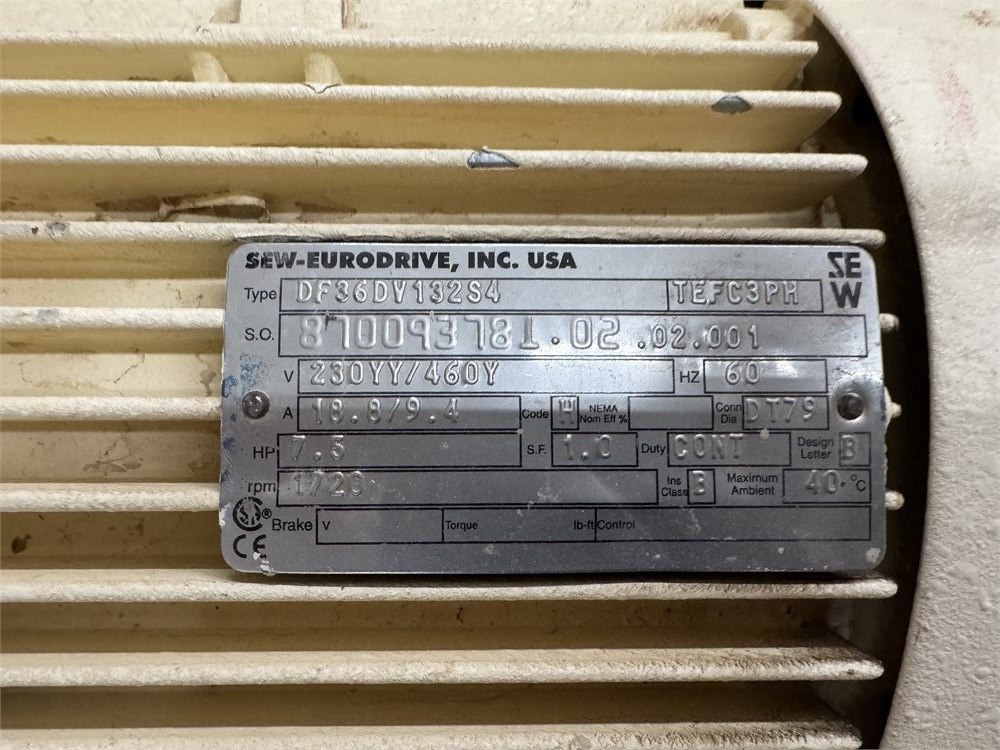 SEW-EURODRIVE, INC. USA
SEW
Type DF36DV132S4 TEFC3PH
S.O. 870093781.02.02.001
V 230YY/460Y HZ 60
A 18.8/9.4 Code H NEMA Nom Eff % Conn Dia DT79
HP 7.5 S.F. 1.0 Duty CONT Design Letter B
rpm 1720 Ins Class B Maximum Ambient 40 °C
Brake V Torque lb-ft Control
CE